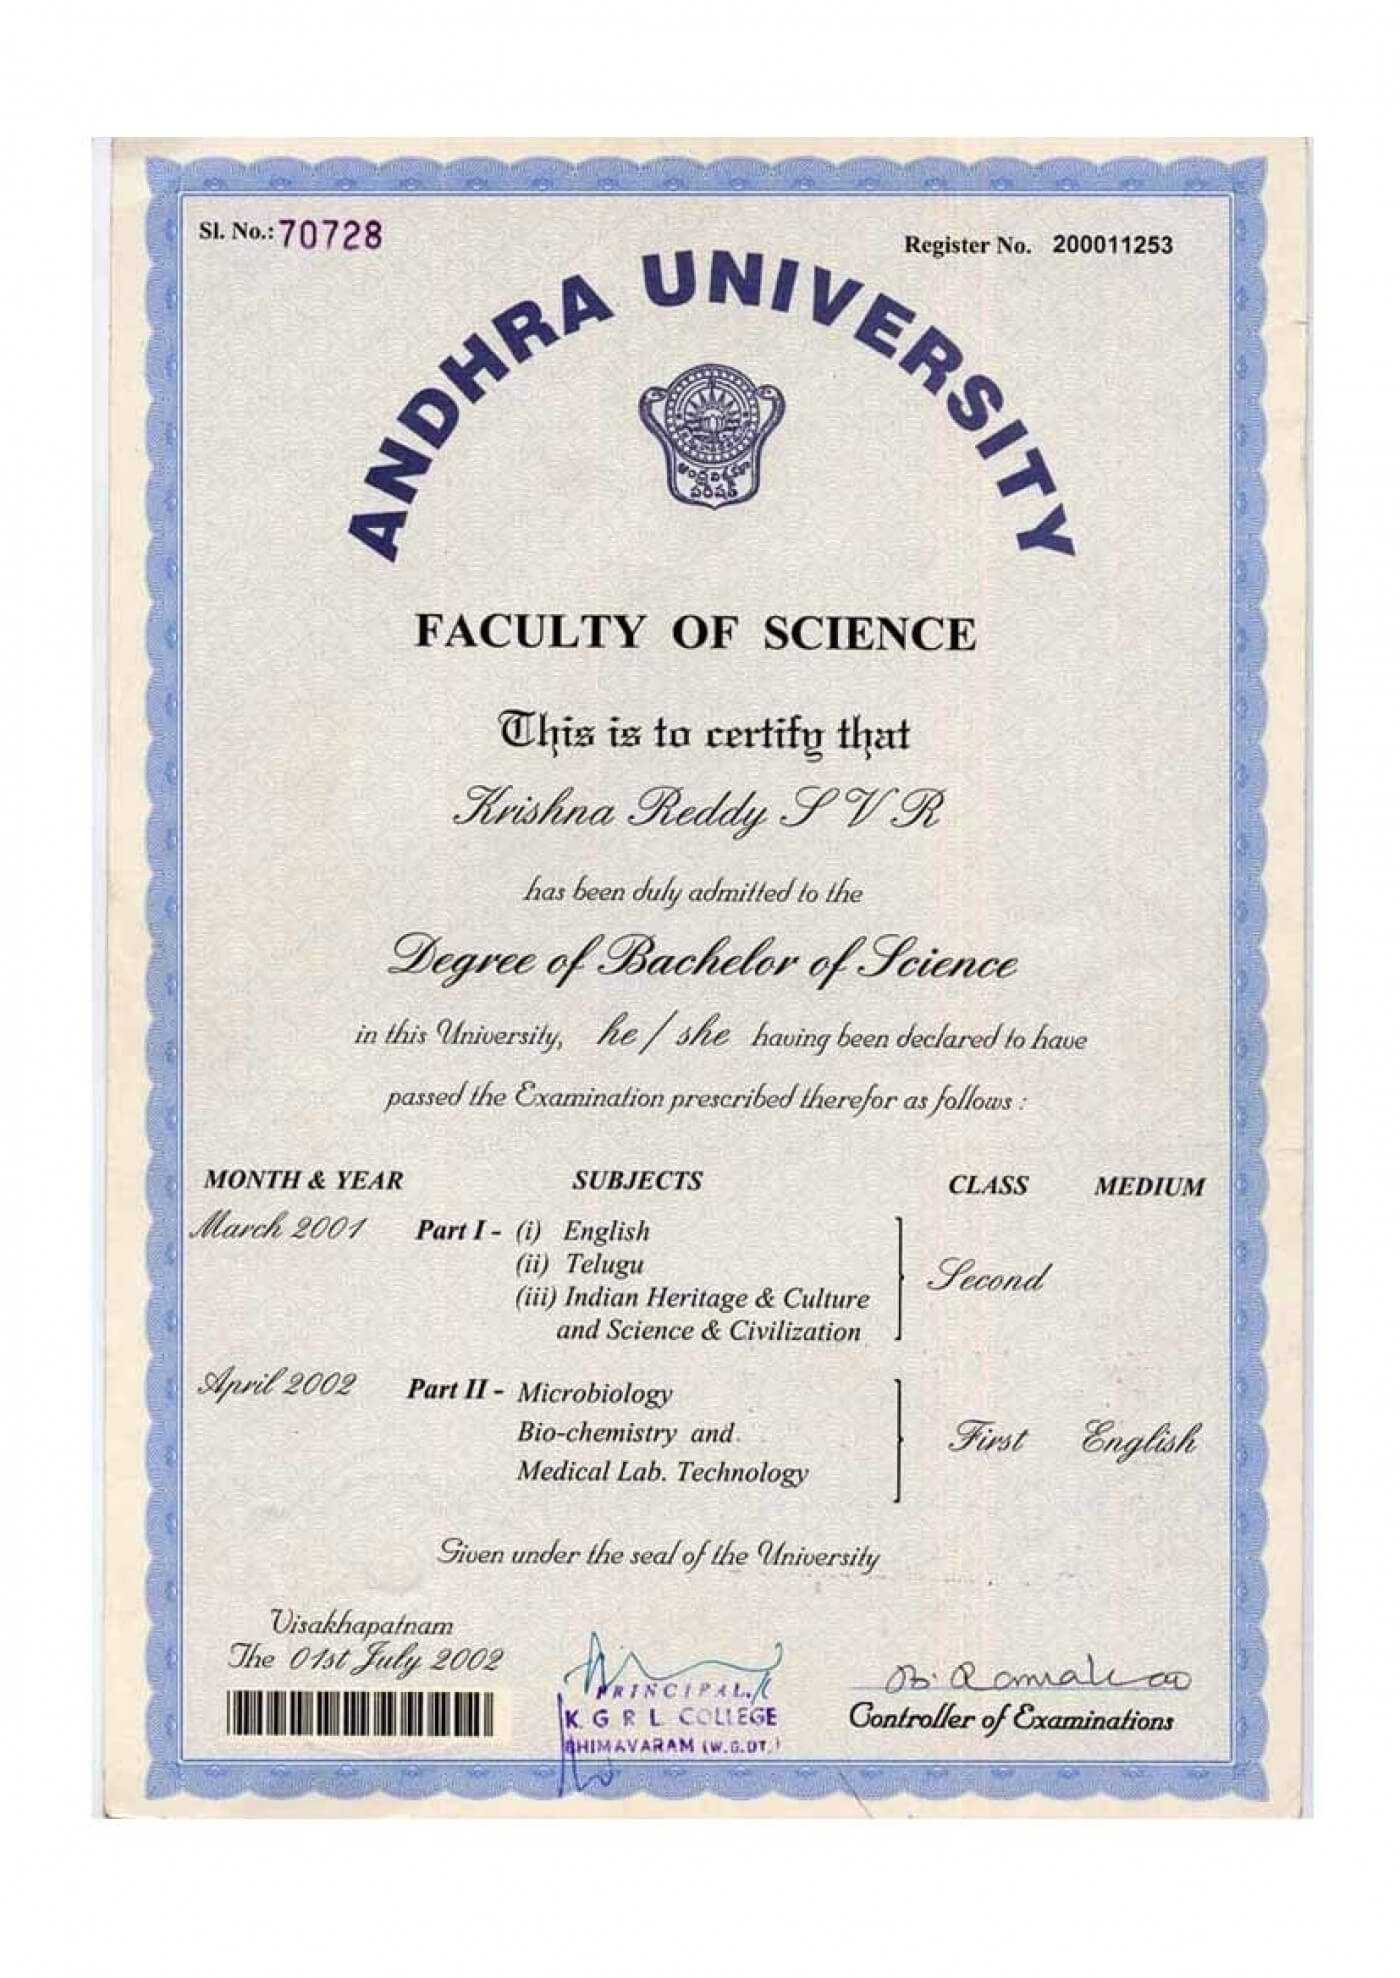 Sl. No.: 70728
Register No. 200011253
ANDHRA UNIVERSITY
FACULTY OF SCIENCE
This is to certify that
Krishna Reddy S V R
has been duly admitted to the
Degree of Bachelor of Science
in this University, he / she having been declared to have
passed the Examination prescribed therefor as follows :
MONTH & YEAR SUBJECTS CLASS MEDIUM
March 2001 Part I - (i) English
(ii) Telugu
(iii) Indian Heritage & Culture
and Science & Civilization
Second
April 2002 Part II - Microbiology
Bio-chemistry and
Medical Lab. Technology
First English
Given under the seal of the University
Visakhapatnam
The 01st July 2002
PRINCIPAL
K G R L COLLEGE
BHIMAVARAM (W.G.DT.)
Controller of Examinations